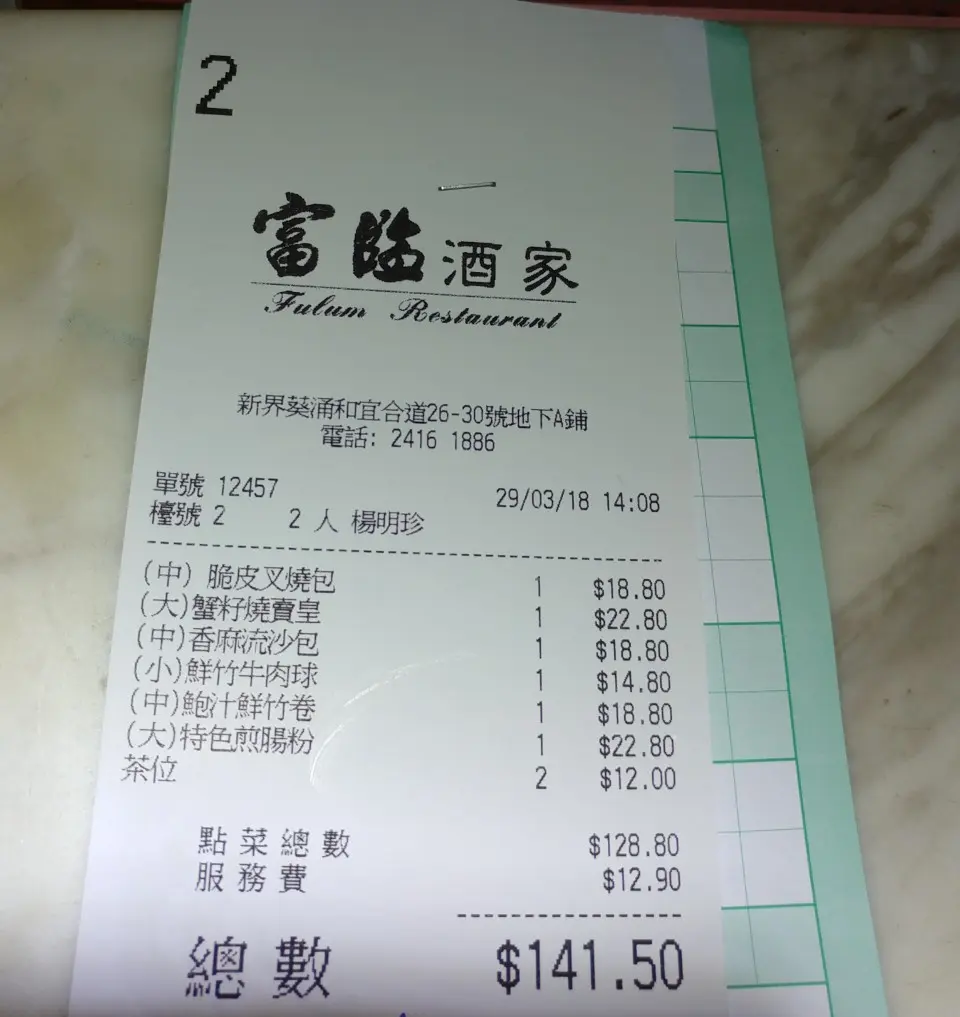 2
富臨酒家
Fulum Restaurant
新界葵涌和宜合道26-30號地下A鋪
電話: 2416 1886
單號 12457 29/03/18 14:08
檯號 2 2 人 楊明珍
(中) 脆皮叉燒包 1 $18.80
(大)蟹籽燒賣皇 1 $22.80
(中)香麻流沙包 1 $18.80
(小)鮮竹牛肉球 1 $14.80
(中)鮑汁鮮竹卷 1 $18.80
(大)特色煎腸粉 1 $22.80
茶位 2 $12.00
點菜總數 $128.80
服務費 $12.90
總數 $141.50